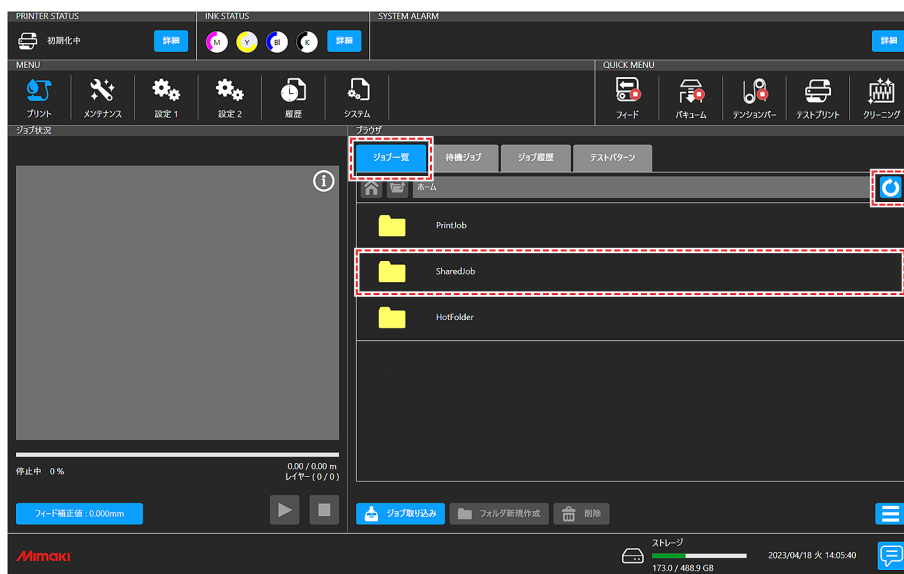 PRINTER STATUS
INK STATUS
SYSTEM ALARM
初期化中
詳細
M
Y
Bl
K
詳細
詳細
MENU
QUICK MENU
プリント
メンテナンス
設定 1
設定 2
履歴
システム
フィード
バキューム
テンションバー
テストプリント
クリーニング
ジョブ状況
ブラウザ
ジョブ一覧
待機ジョブ
ジョブ履歴
テストパターン
ホーム
PrintJob
SharedJob
HotFolder
停止中 0 %
0.00 / 0.00 m
レイヤー ( 0 / 0 )
フィード補正値 : 0.000mm
ジョブ取り込み
フォルダ新規作成
削除
Mimaki
ストレージ
173.0 / 488.9 GB
2023/04/18 火 14:05:40